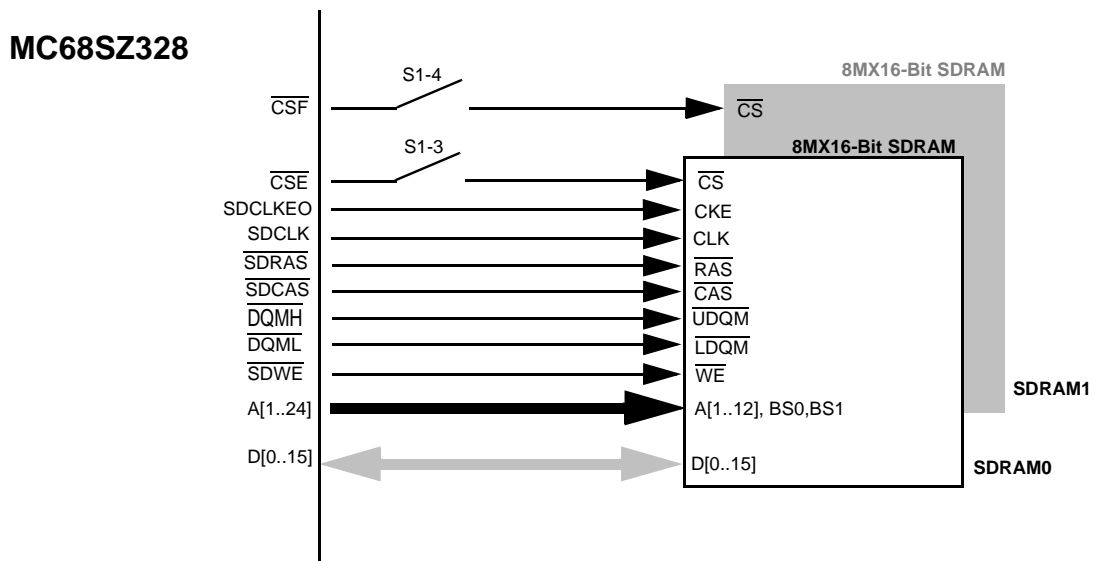 MC68SZ328
8MX16-Bit SDRAM
S1-4
CSF
CS
S1-3
8MX16-Bit SDRAM
CSE
CS
SDCLKEO
CKE
SDCLK
CLK
SDRAS
RAS
SDCAS
CAS
DQMH
UDQM
DQML
LDQM
SDWE
WE
SDRAM1
A[1..24]
A[1..12], BS0,BS1
D[0..15]
D[0..15]
SDRAM0